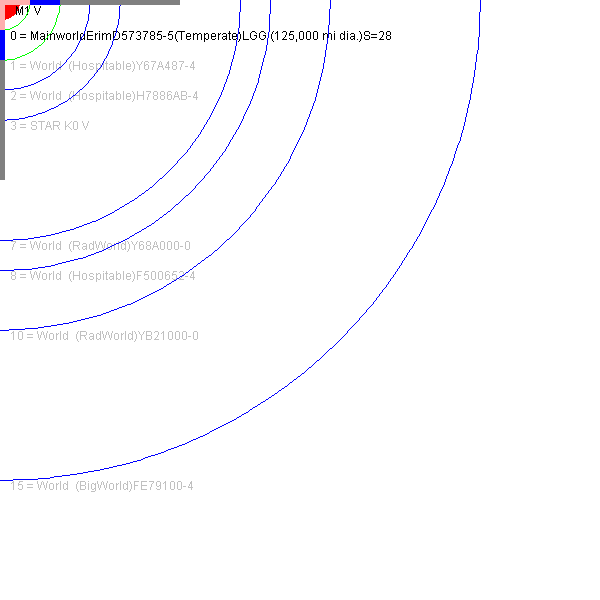 M1 V
0 = MainworldErimD573785-5(Temperate)LGG (125,000 mi dia.)S=28
1 = World  (Hospitable)Y67A487-4
2 = World  (Hospitable)H7886AB-4
3 = STAR K0 V
7 = World  (RadWorld)Y68A000-0
8 = World  (Hospitable)F500652-4
10 = World  (RadWorld)YB21000-0
15 = World  (BigWorld)FE79100-4